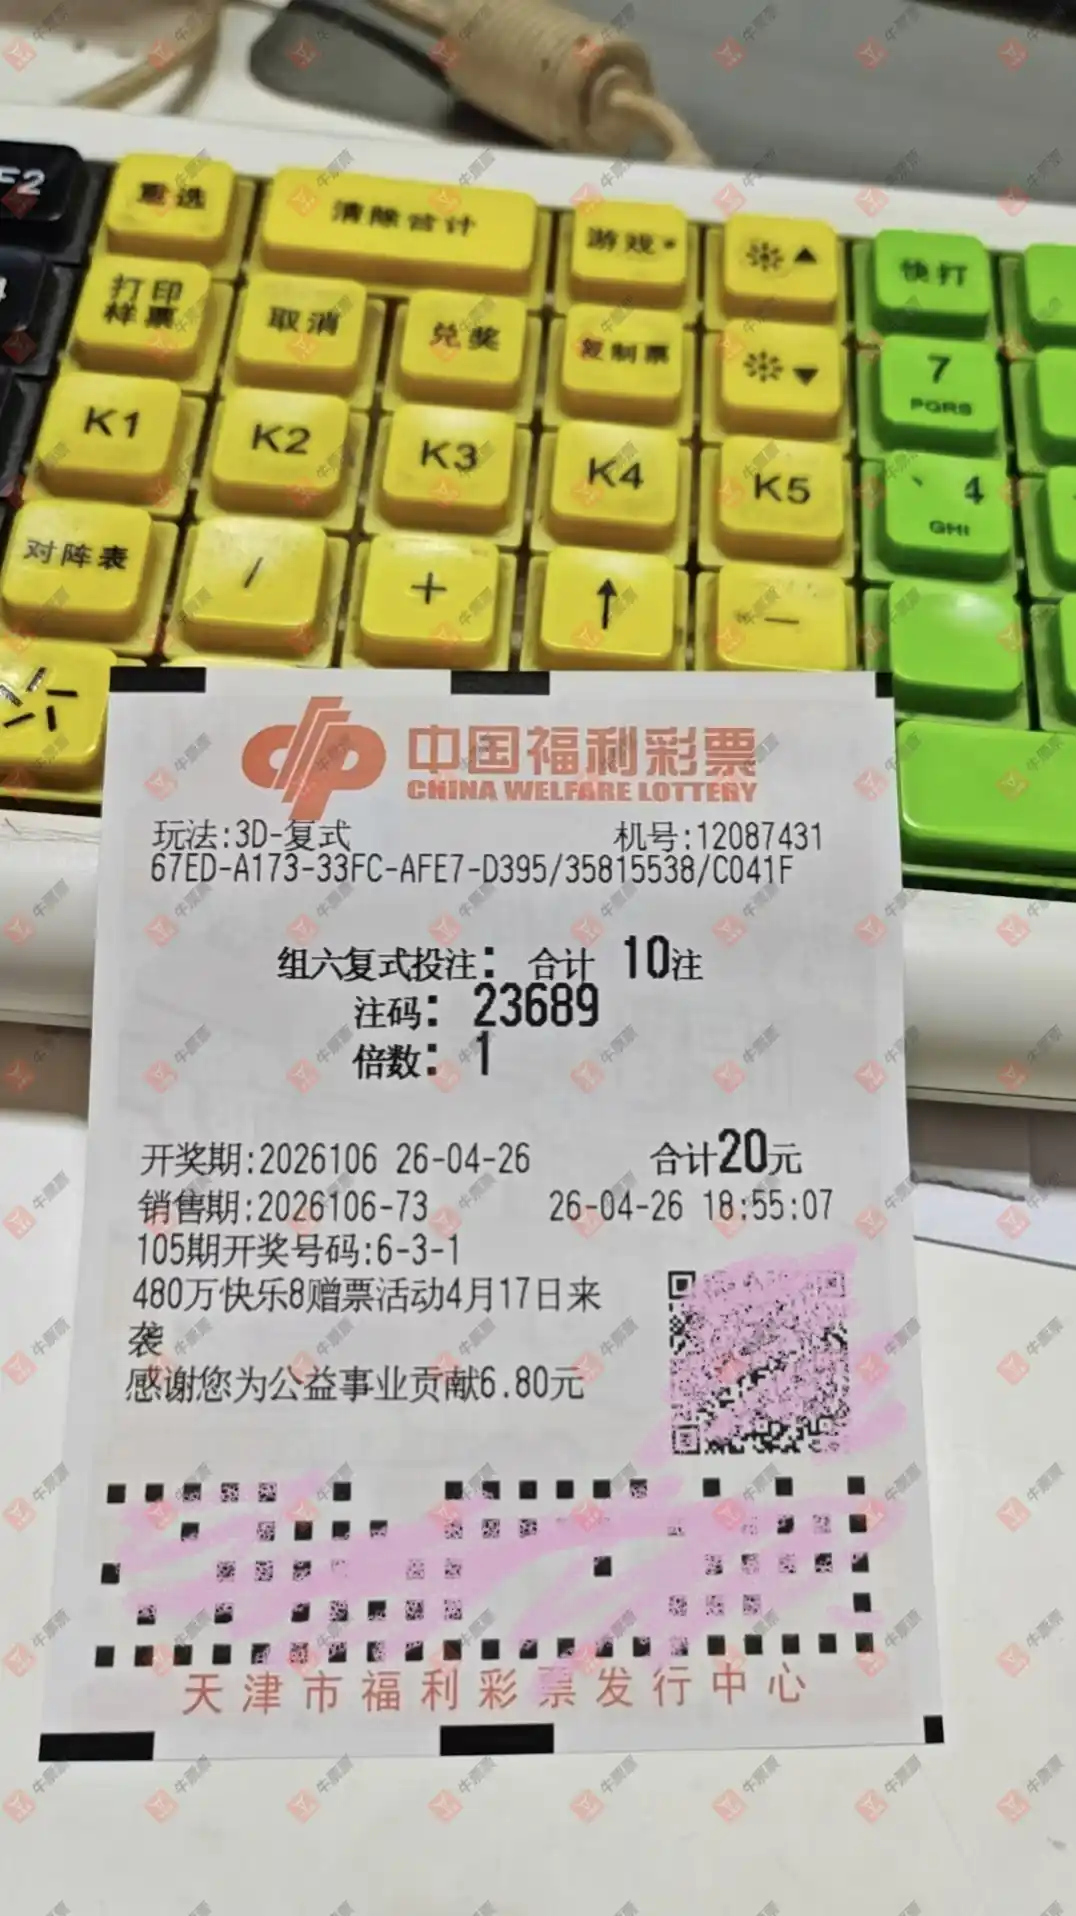 F2
重选
清除合计
游戏*
※▲
快打
打印
样票
取消
兑奖
复制票
※▼
7
PGRS
K1
K2
K3
K4
K5
、 4
GHI
对阵表
/
+
↑
—
中国福利彩票
CHINA WELFARE LOTTERY
玩法:3D-复式 机号:12087431
67ED-A173-33FC-AFE7-D395/35815538/C041F
组六复式投注: 合计 10注
注码: 23689
倍数: 1
开奖期:2026106 26-04-26 合计20元
销售期:2026106-73 26-04-26 18:55:07
105期开奖号码:6-3-1
480万快乐8赠票活动4月17日来
袭
感谢您为公益事业贡献6.80元
天津市福利彩票发行中心
牛票票